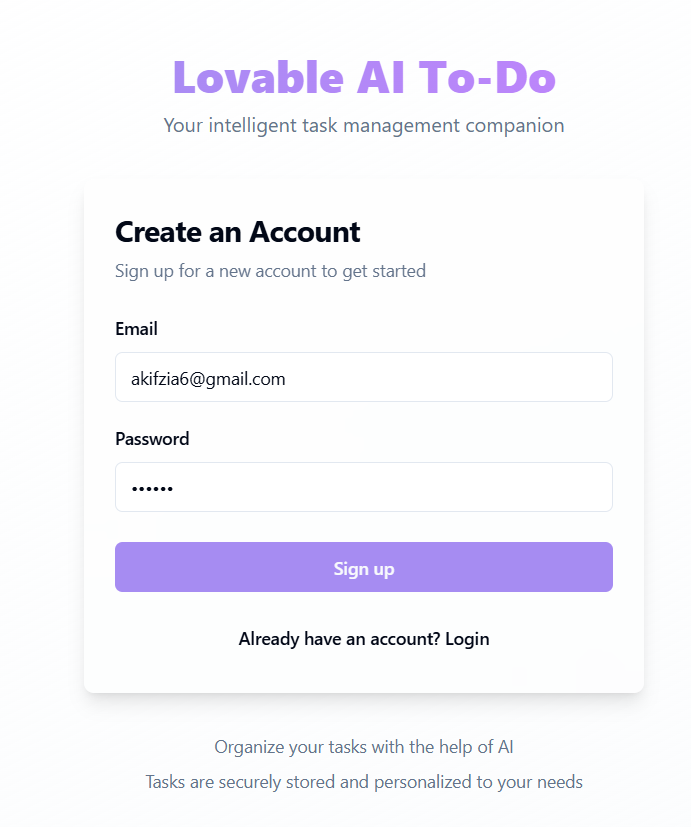 Lovable AI To-Do
Your intelligent task management companion
Create an Account
Sign up for a new account to get started
Email
akifzia6@gmail.com
Password
••••••
Sign up
Already have an account? Login
Organize your tasks with the help of AI
Tasks are securely stored and personalized to your needs